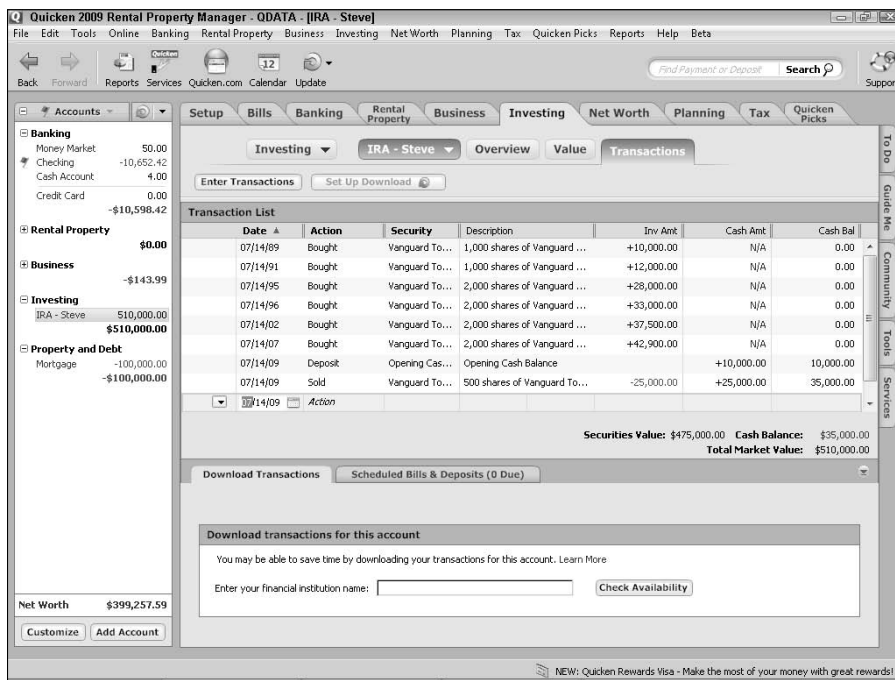 Quicken 2009 Rental Property Manager - QDATA - [IRA - Steve]
File Edit Tools Online Banking Rental Property Business Investing Net Worth Planning Tax Quicken Picks Reports Help Beta
Back Forward Reports Services Quicken.com Calendar Update Find Payment or Deposit Search Suppor
Accounts
Setup Bills Banking Rental Property Business Investing Net Worth Planning Tax Quicken Picks
Investing IRA - Steve Overview Value Transactions
Enter Transactions Set Up Download
Banking
Money Market 50.00
Checking -10,652.42
Cash Account 4.00
Credit Card 0.00
-$10,598.42
Rental Property
$0.00
Business
-$143.99
Investing
IRA - Steve 510,000.00
$510,000.00
Property and Debt
Mortgage -100,000.00
-$100,000.00
Net Worth $399,257.59
Customize Add Account
Transaction List
Date Action Security Description Inv Amt Cash Amt Cash Bal
07/14/89 Bought Vanguard To... 1,000 shares of Vanguard ... +10,000.00 N/A 0.00
07/14/91 Bought Vanguard To... 1,000 shares of Vanguard ... +12,000.00 N/A 0.00
07/14/95 Bought Vanguard To... 2,000 shares of Vanguard ... +28,000.00 N/A 0.00
07/14/96 Bought Vanguard To... 2,000 shares of Vanguard ... +33,000.00 N/A 0.00
07/14/02 Bought Vanguard To... 2,000 shares of Vanguard ... +37,500.00 N/A 0.00
07/14/07 Bought Vanguard To... 2,000 shares of Vanguard ... +42,900.00 N/A 0.00
07/14/09 Deposit Opening Cas... Opening Cash Balance +10,000.00 10,000.00
07/14/09 Sold Vanguard To... 500 shares of Vanguard To... -25,000.00 +25,000.00 35,000.00
07/14/09 Action
Securities Value: $475,000.00 Cash Balance: $35,000.00
Total Market Value: $510,000.00
Download Transactions Scheduled Bills & Deposits (0 Due)
Download transactions for this account
You may be able to save time by downloading your transactions for this account. Learn More
Enter your financial institution name: Check Availability
To Do
Guide Me
Community
Tools
Services
NEW: Quicken Rewards Visa - Make the most of your money with great rewards!